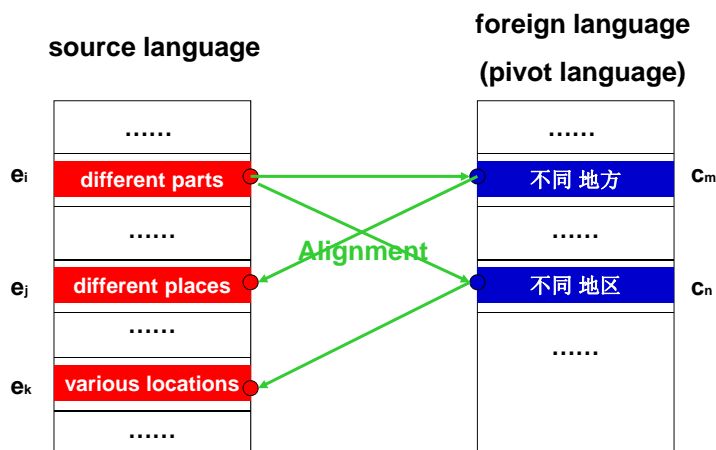 source language
foreign language
(pivot language)
......
ei
different parts
......
ej
different places
......
ek
various locations
......
Alignment
......
不同 地方
cm
......
不同 地区
cn
......